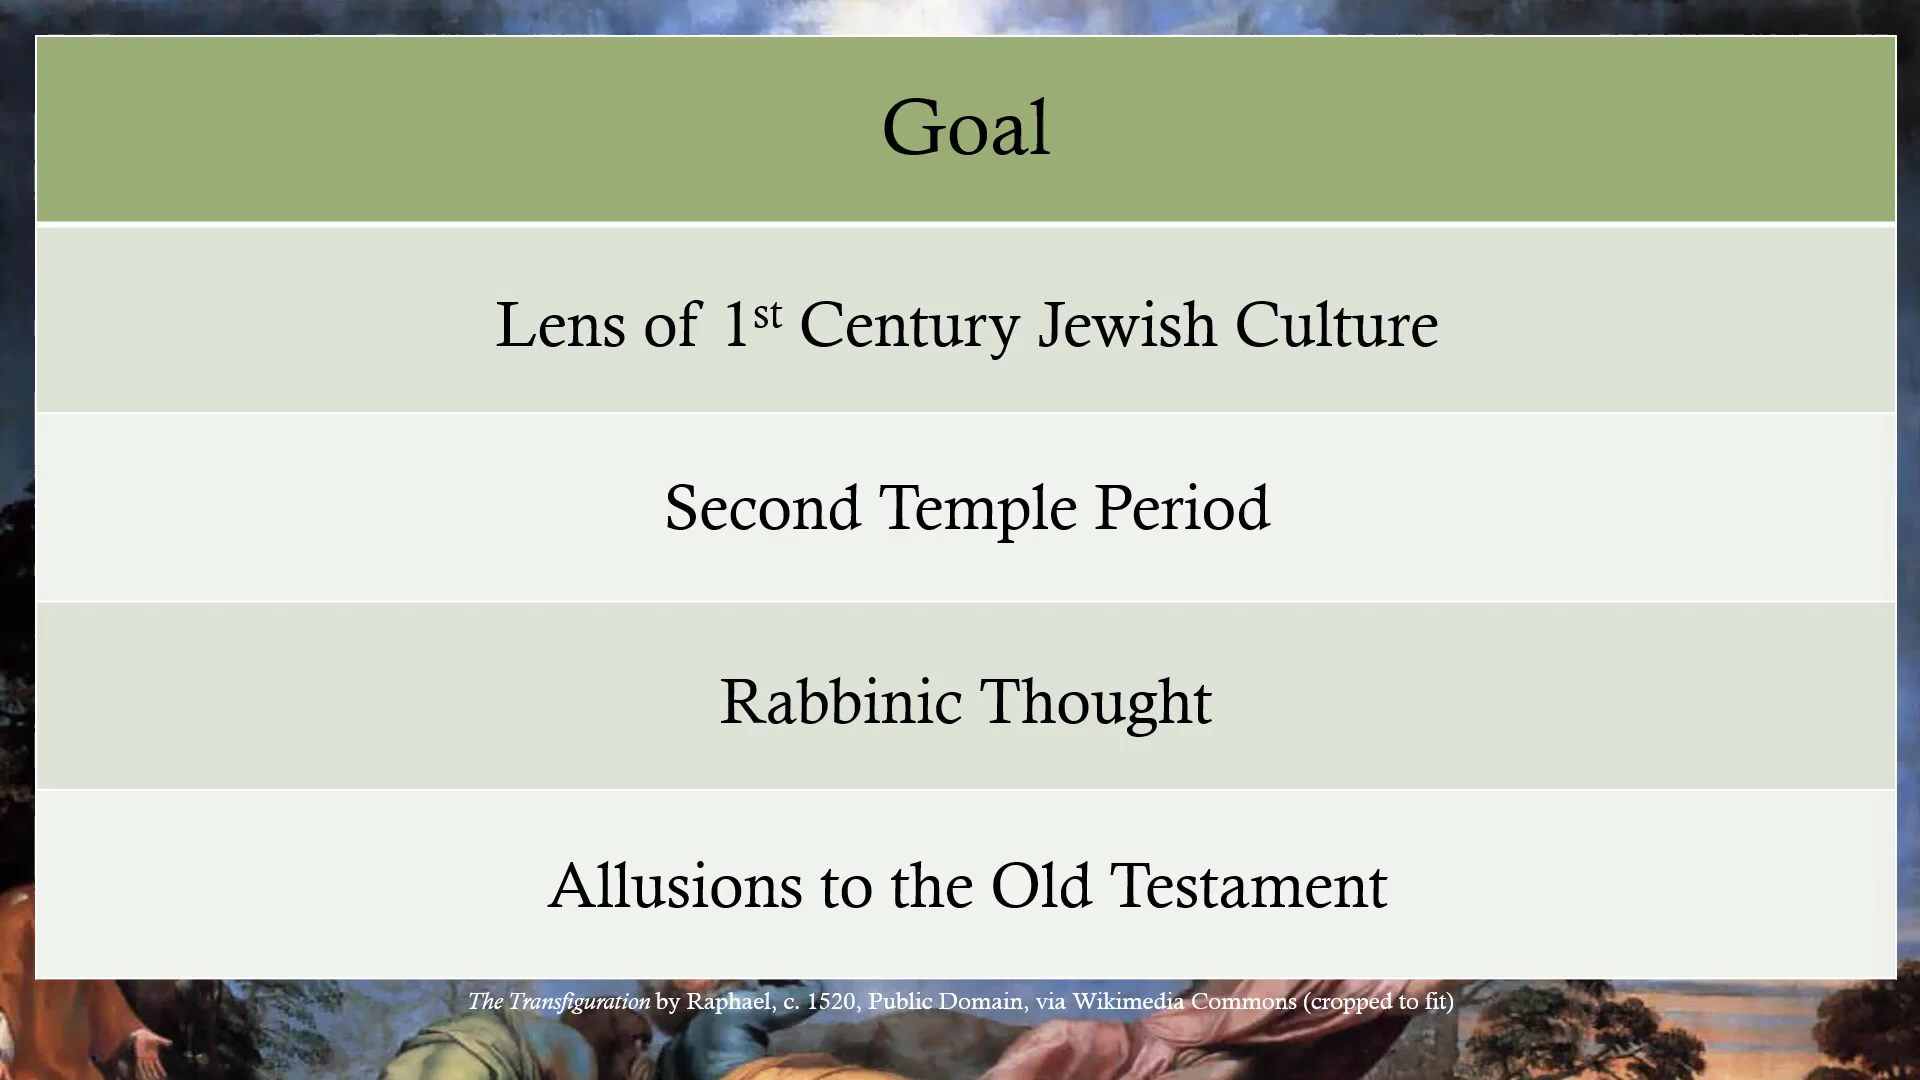 Goal
Lens of 1st Century Jewish Culture
Second Temple Period
Rabbinic Thought
Allusions to the Old Testament
The Transfiguration by Raphael, c. 1520, Public Domain, via Wikimedia Commons (cropped to fit)